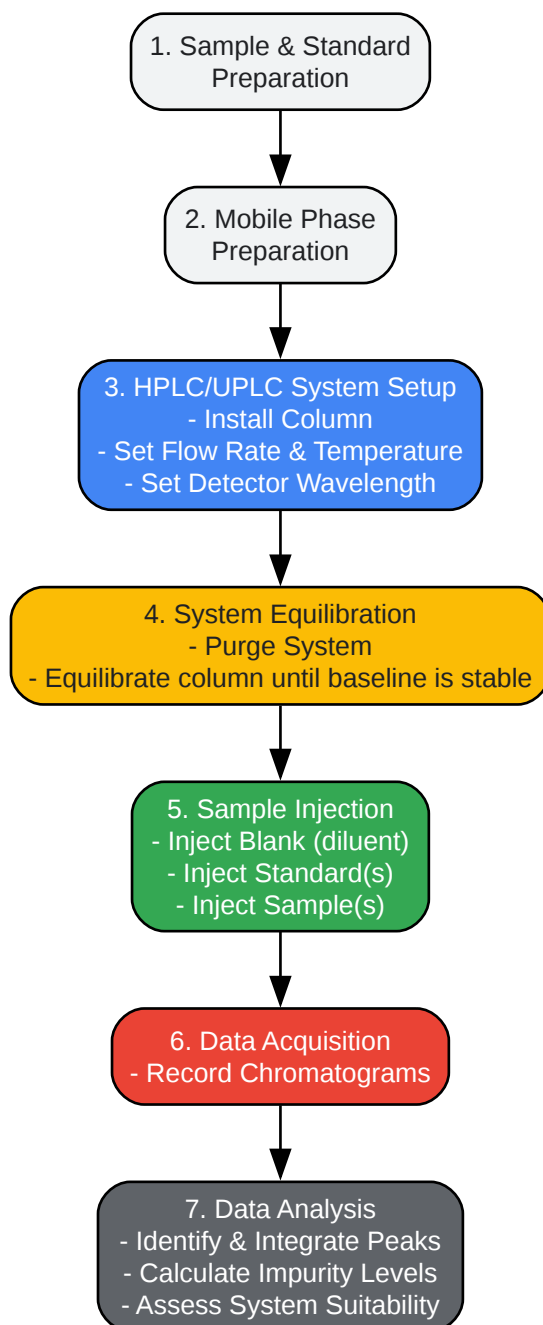 1. Sample & Standard
Preparation
2. Mobile Phase
Preparation
3. HPLC/UPLC System Setup
- Install Column
- Set Flow Rate & Temperature
- Set Detector Wavelength
4. System Equilibration
- Purge System
- Equilibrate column until baseline is stable
5. Sample Injection
- Inject Blank (diluent)
- Inject Standard(s)
- Inject Sample(s)
6. Data Acquisition
- Record Chromatograms
7. Data Analysis
- Identify & Integrate Peaks
- Calculate Impurity Levels
- Assess System Suitability